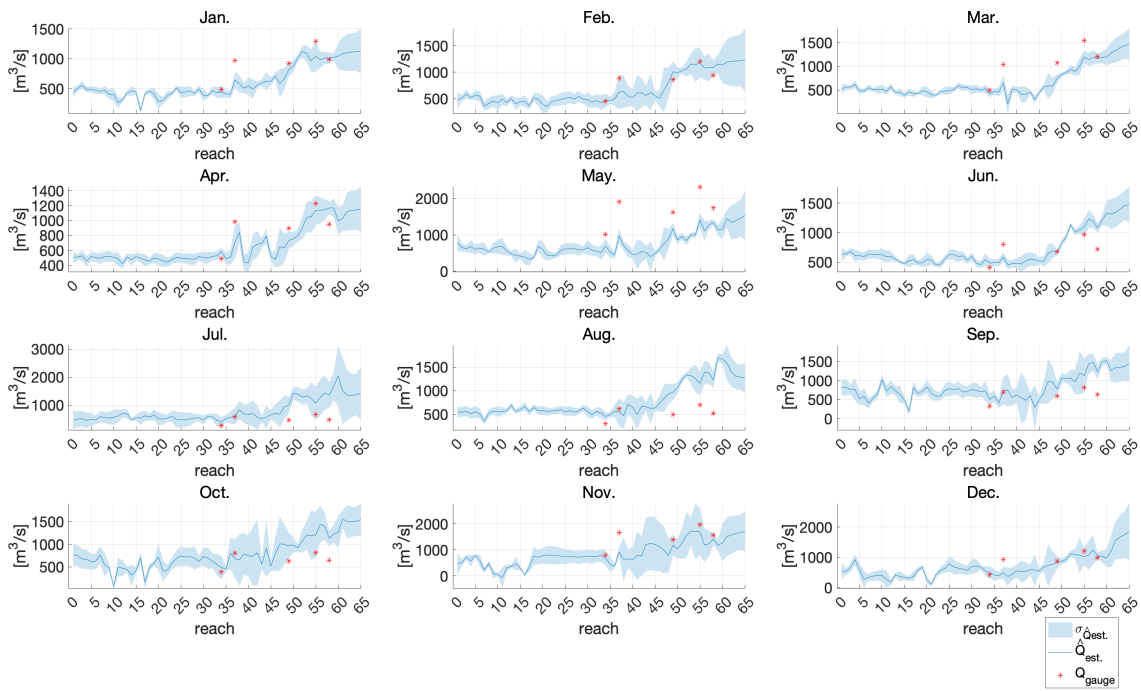 Jan.
[m³/s]
1500
1000
500
0 5 10 15 20 25 30 35 40 45 50 55 60 65
reach
Feb.
[m³/s]
1500
1000
500
0 5 10 15 20 25 30 35 40 45 50 55 60 65
reach
Mar.
[m³/s]
1500
1000
500
0 5 10 15 20 25 30 35 40 45 50 55 60 65
reach
Apr.
[m³/s]
1400
1200
1000
800
600
400
0 5 10 15 20 25 30 35 40 45 50 55 60 65
reach
May.
[m³/s]
2000
1000
0
0 5 10 15 20 25 30 35 40 45 50 55 60 65
reach
Jun.
[m³/s]
1500
1000
500
0 5 10 15 20 25 30 35 40 45 50 55 60 65
reach
Jul.
[m³/s]
3000
2000
1000
0 5 10 15 20 25 30 35 40 45 50 55 60 65
reach
Aug.
[m³/s]
1500
1000
500
0 5 10 15 20 25 30 35 40 45 50 55 60 65
reach
Sep.
[m³/s]
1500
1000
500
0
0 5 10 15 20 25 30 35 40 45 50 55 60 65
reach
Oct.
[m³/s]
1500
1000
500
0 5 10 15 20 25 30 35 40 45 50 55 60 65
reach
Nov.
[m³/s]
2000
1000
0
0 5 10 15 20 25 30 35 40 45 50 55 60 65
reach
Dec.
[m³/s]
2000
1000
0
0 5 10 15 20 25 30 35 40 45 50 55 60 65
reach
σ Q̂est.
Q̂ est.
Q gauge